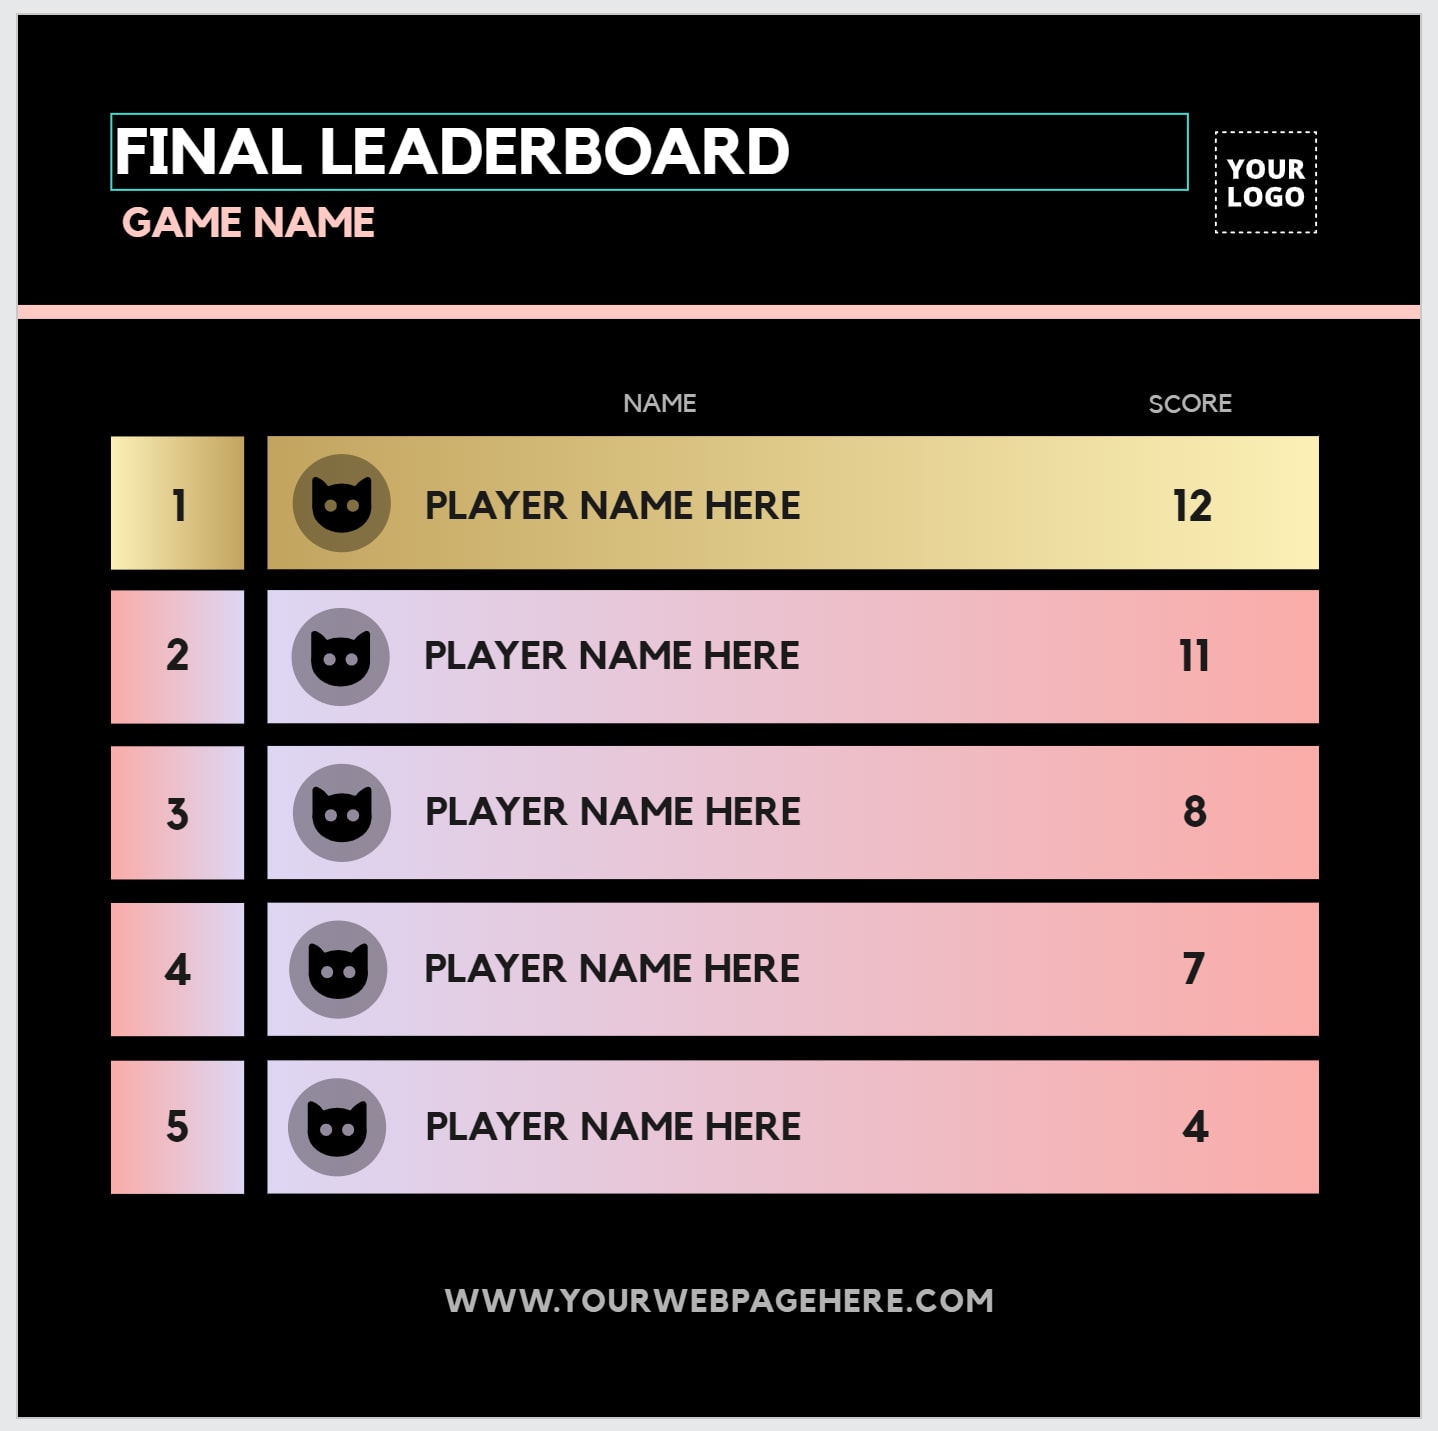 FINAL LEADERBOARD
GAME NAME
YOUR
LOGO
NAME SCORE
1 PLAYER NAME HERE 12
2 PLAYER NAME HERE 11
3 PLAYER NAME HERE 8
4 PLAYER NAME HERE 7
5 PLAYER NAME HERE 4
WWW.YOURWEBPAGEHERE.COM